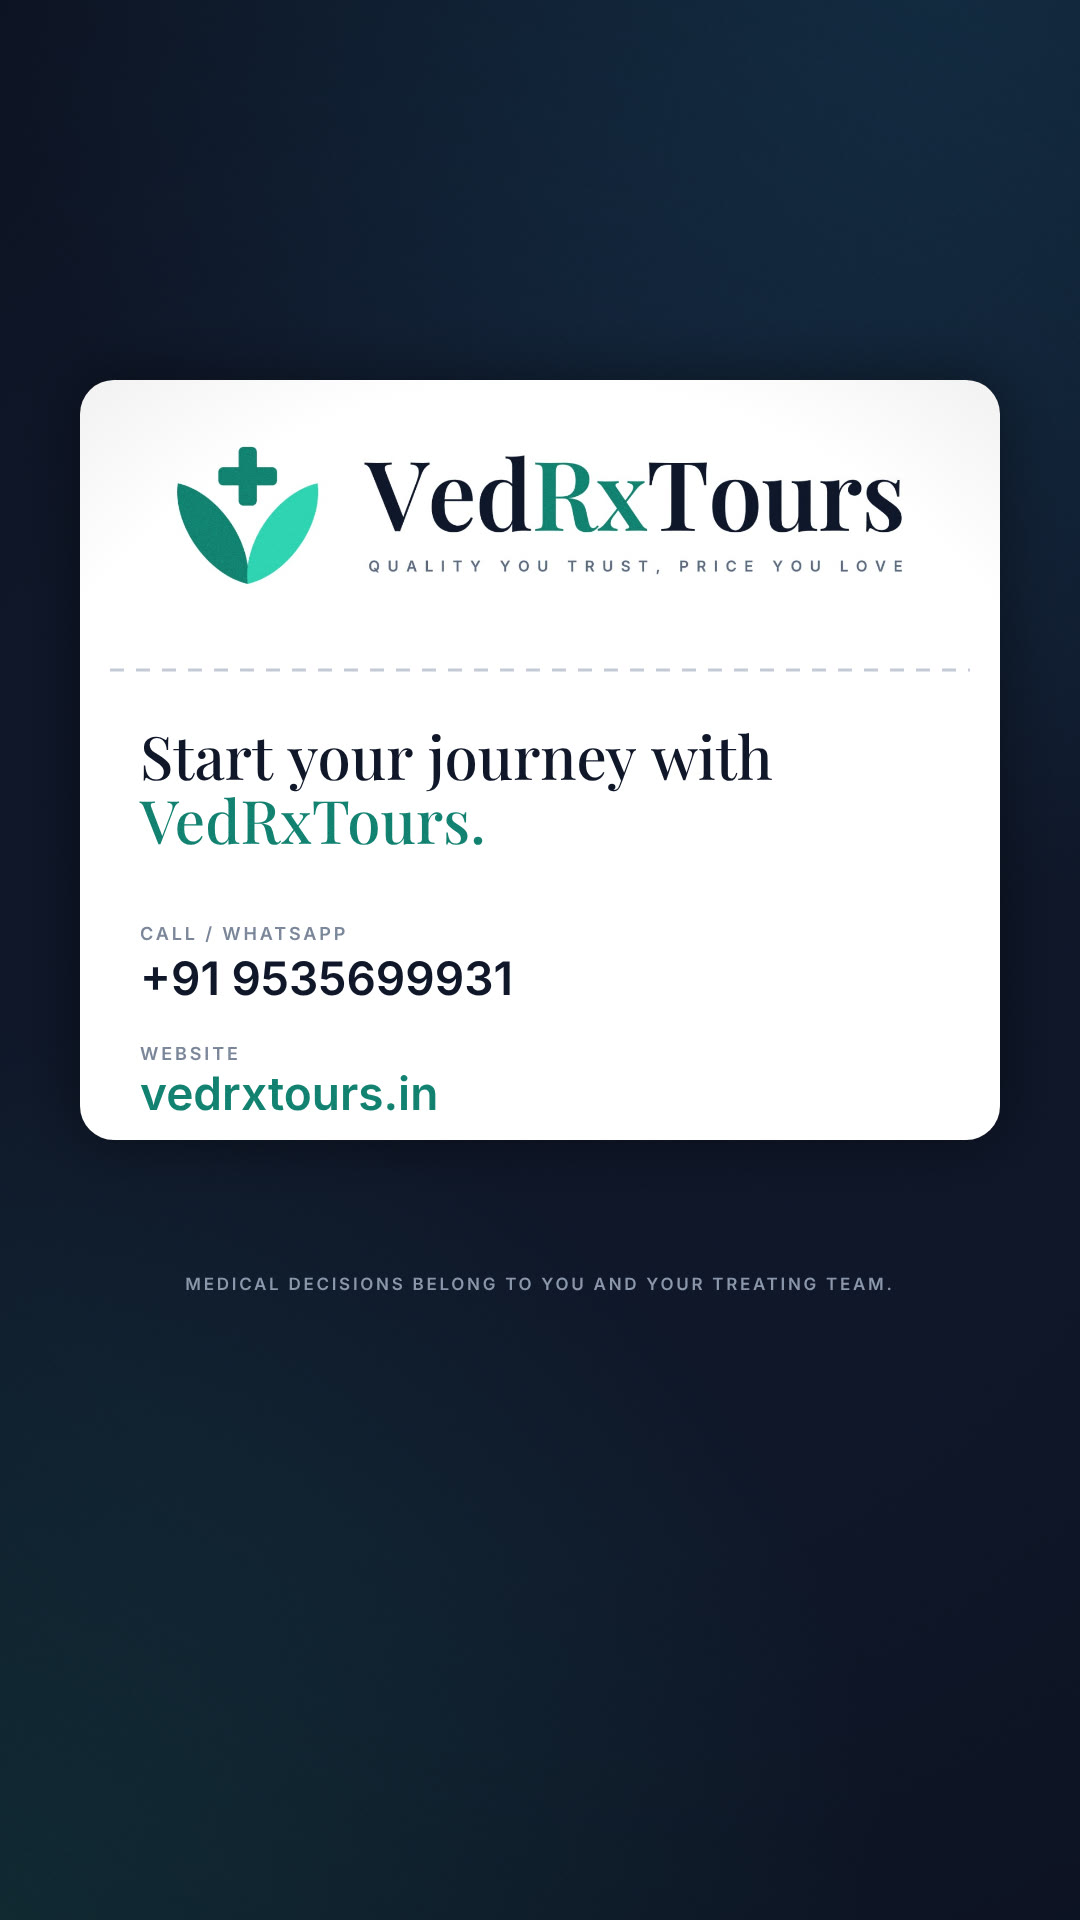 VedRxTours
QUALITY YOU TRUST, PRICE YOU LOVE
Start your journey with
VedRxTours.
CALL / WHATSAPP
+91 9535699931
WEBSITE
vedrxtours.in
MEDICAL DECISIONS BELONG TO YOU AND YOUR TREATING TEAM.